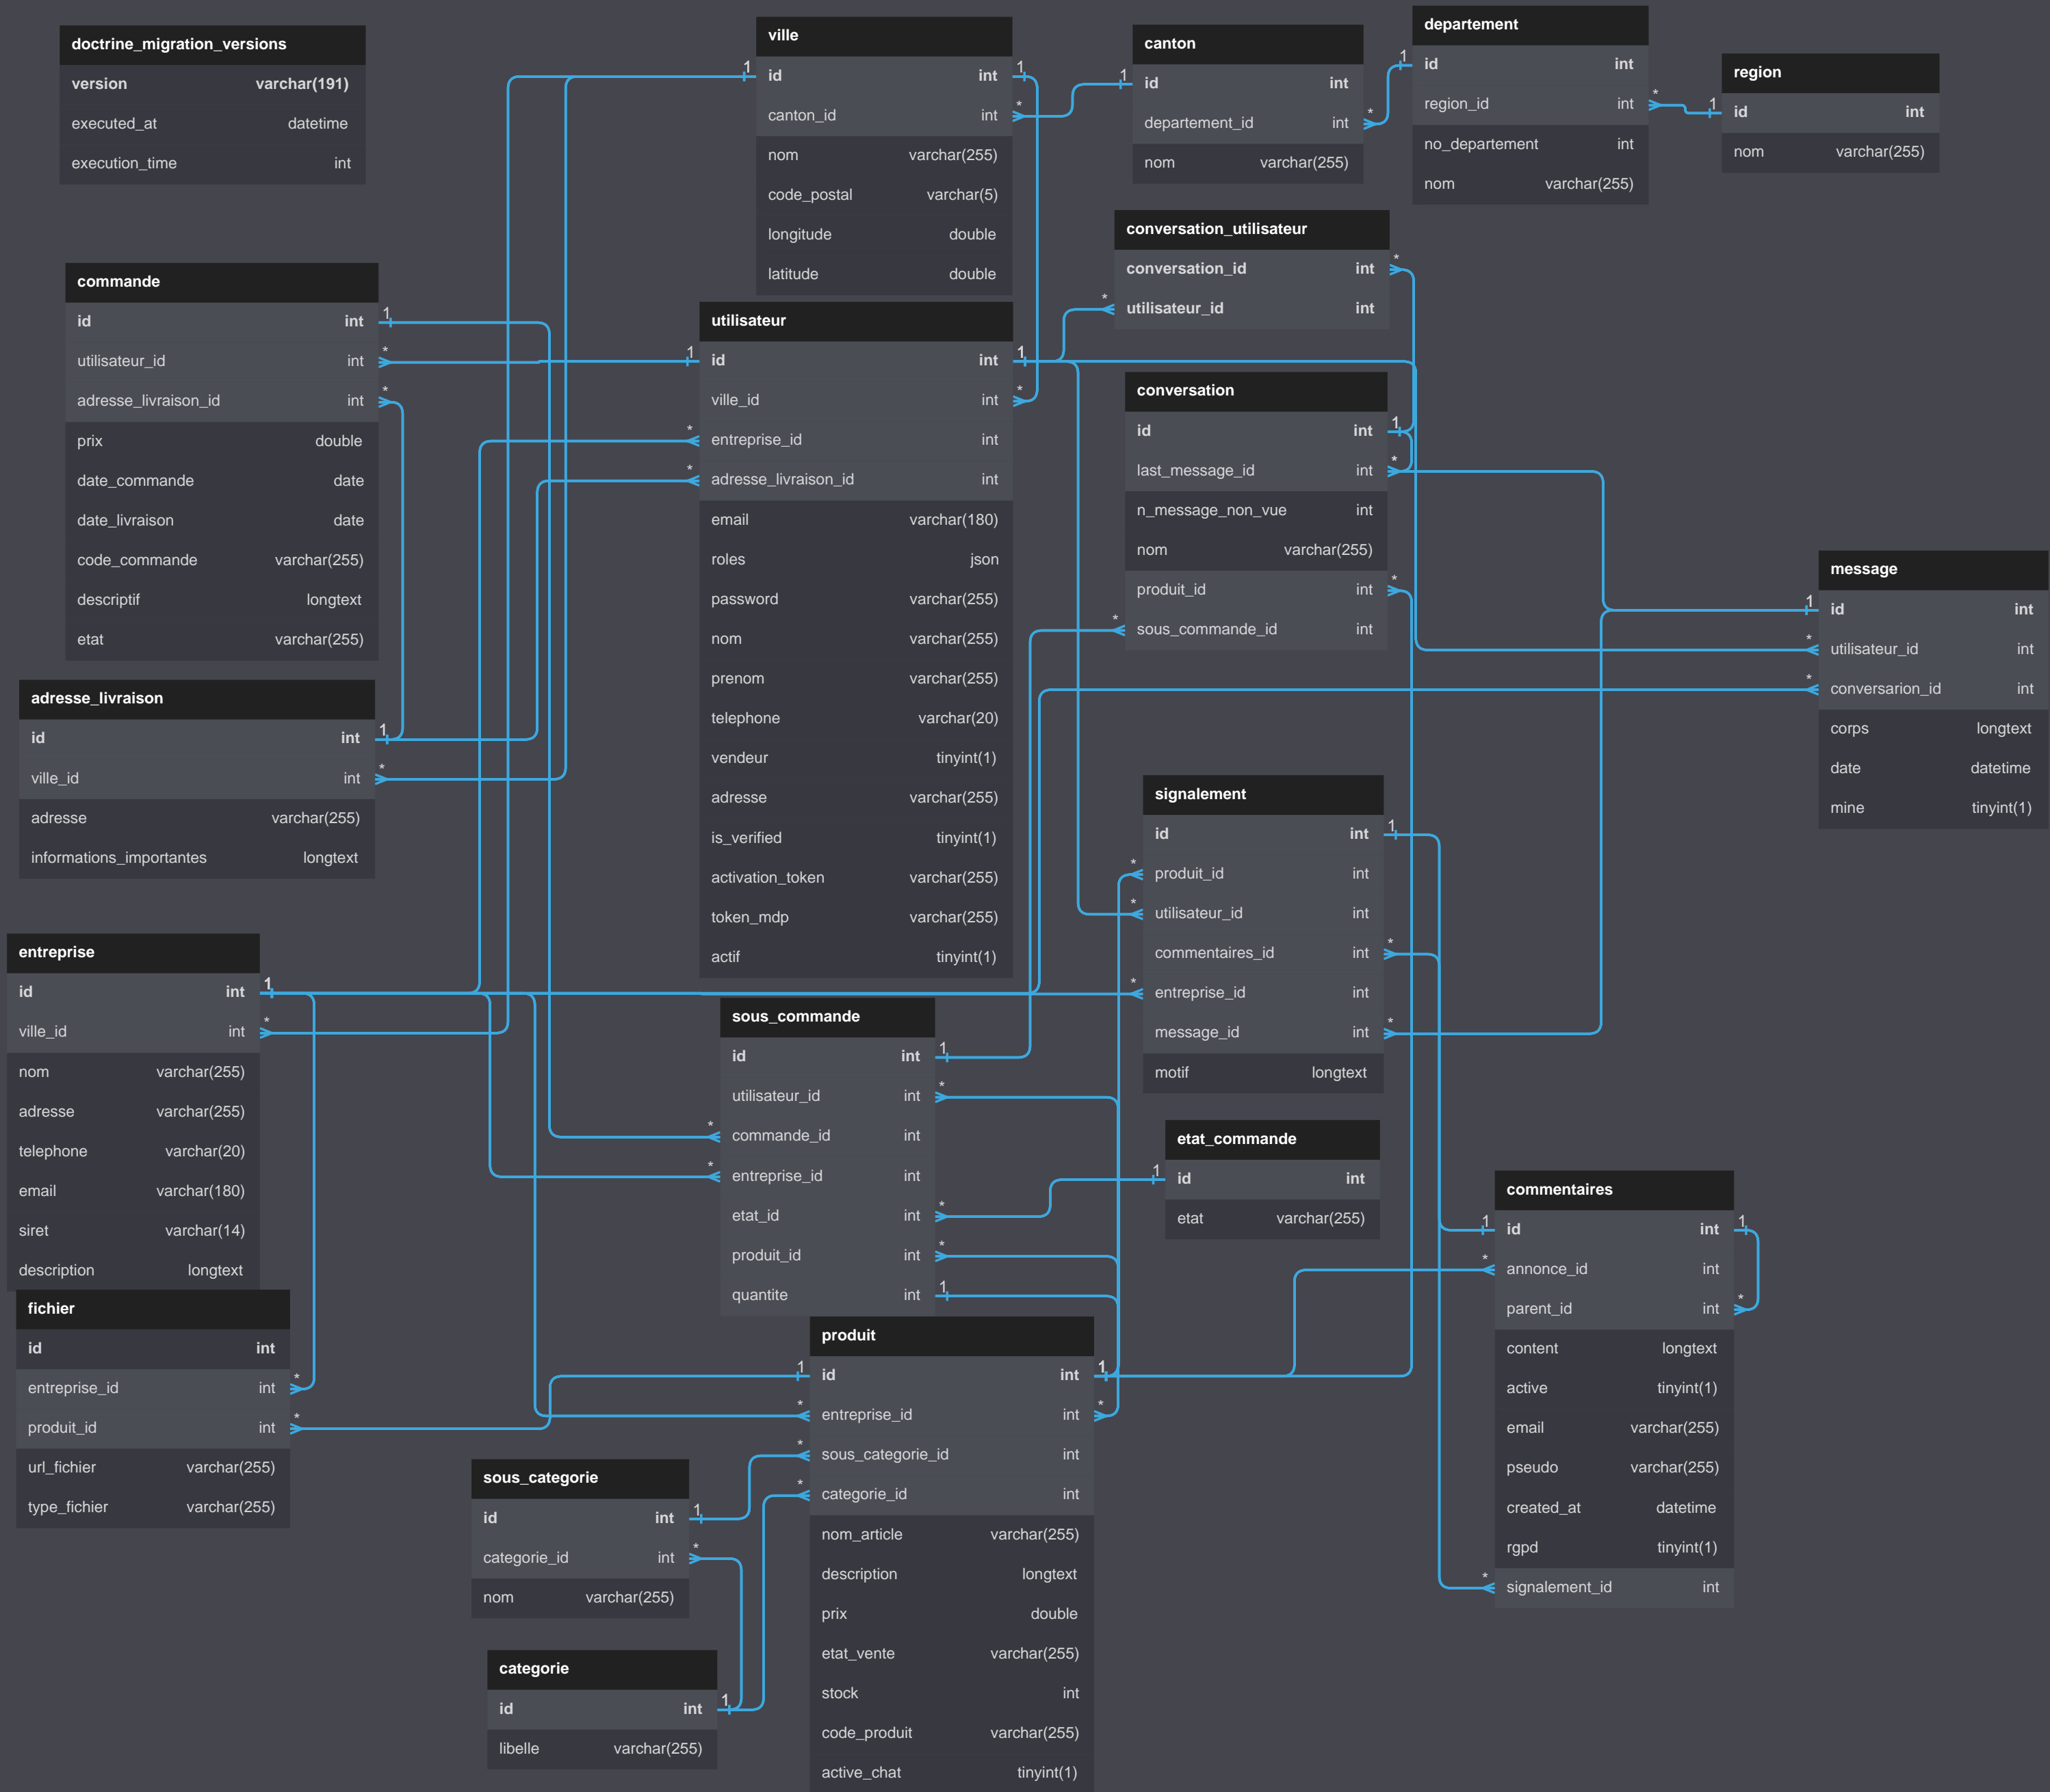 doctrine_migration_versions
version varchar(191)
executed_at datetime
execution_time int
ville
id int
canton_id int
nom varchar(255)
code_postal varchar(5)
longitude double
latitude double
canton
id int
departement_id int
nom varchar(255)
departement
id int
region_id int
no_departement int
nom varchar(255)
region
id int
nom varchar(255)
conversation_utilisateur
conversation_id int
utilisateur_id int
commande
id int
utilisateur_id int
adresse_livraison_id int
prix double
date_commande date
date_livraison date
code_commande varchar(255)
descriptif longtext
etat varchar(255)
utilisateur
id int
ville_id int
entreprise_id int
adresse_livraison_id int
email varchar(180)
roles json
password varchar(255)
nom varchar(255)
prenom varchar(255)
telephone varchar(20)
vendeur tinyint(1)
adresse varchar(255)
is_verified tinyint(1)
activation_token varchar(255)
token_mdp varchar(255)
actif tinyint(1)
conversation
id int
last_message_id int
n_message_non_vue int
nom varchar(255)
produit_id int
sous_commande_id int
message
id int
utilisateur_id int
conversarion_id int
corps longtext
date datetime
mine tinyint(1)
adresse_livraison
id int
ville_id int
adresse varchar(255)
informations_importantes longtext
signalement
id int
produit_id int
utilisateur_id int
commentaires_id int
entreprise_id int
message_id int
motif longtext
entreprise
id int
ville_id int
nom varchar(255)
adresse varchar(255)
telephone varchar(20)
email varchar(180)
siret varchar(14)
description longtext
sous_commande
id int
utilisateur_id int
commande_id int
entreprise_id int
etat_id int
produit_id int
quantite int
etat_commande
id int
etat varchar(255)
commentaires
id int
annonce_id int
parent_id int
content longtext
active tinyint(1)
email varchar(255)
pseudo varchar(255)
created_at datetime
rgpd tinyint(1)
signalement_id int
fichier
id int
entreprise_id int
produit_id int
url_fichier varchar(255)
type_fichier varchar(255)
produit
id int
entreprise_id int
sous_categorie_id int
categorie_id int
nom_article varchar(255)
description longtext
prix double
etat_vente varchar(255)
stock int
code_produit varchar(255)
active_chat tinyint(1)
sous_categorie
id int
categorie_id int
nom varchar(255)
categorie
id int
libelle varchar(255)